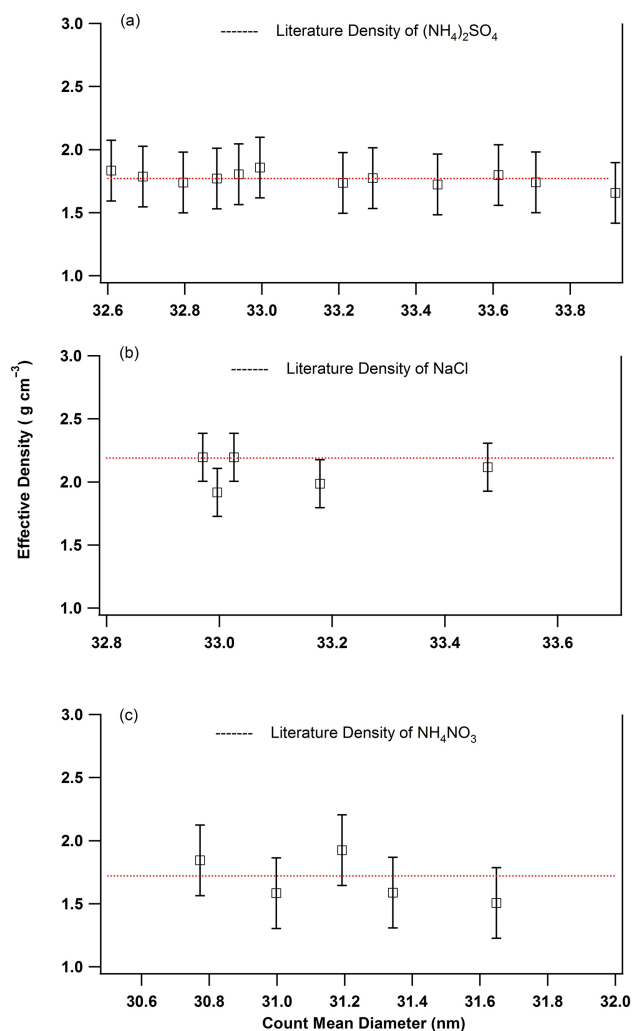 (a)
Literature Density of (NH₄)₂SO₄
3.0
2.5
2.0
1.5
1.0
32.6 32.8 33.0 33.2 33.4 33.6 33.8
(b)
Literature Density of NaCl
3.0
2.5
2.0
1.5
1.0
32.8 33.0 33.2 33.4 33.6
Effective Density ( g cm⁻³)
(c)
Literature Density of NH₄NO₃
3.0
2.5
2.0
1.5
1.0
30.6 30.8 31.0 31.2 31.4 31.6 31.8 32.0
Count Mean Diameter (nm)